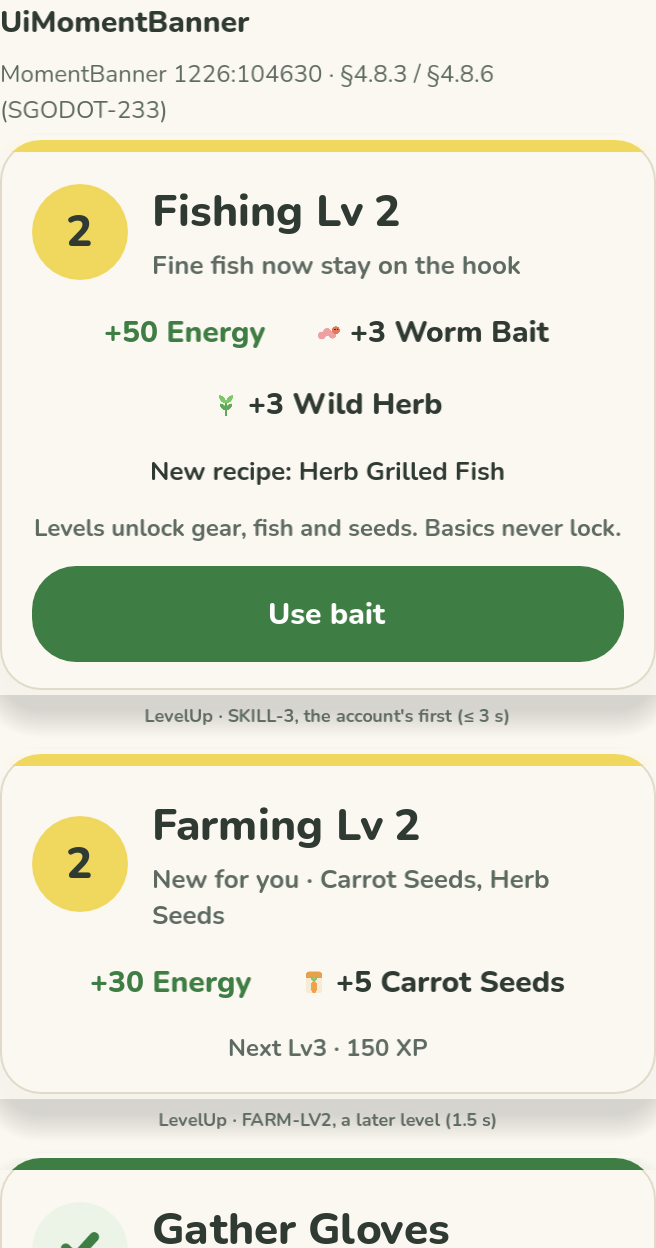 UiMomentBanner
MomentBanner 1226:104630 · §4.8.3 / §4.8.6
(SGODOT-233)
2
Fishing Lv 2
Fine fish now stay on the hook
+50 Energy +3 Worm Bait
+3 Wild Herb
New recipe: Herb Grilled Fish
Levels unlock gear, fish and seeds. Basics never lock.
Use bait
LevelUp · SKILL-3, the account's first (≤ 3 s)
2
Farming Lv 2
New for you · Carrot Seeds, Herb
Seeds
+30 Energy +5 Carrot Seeds
Next Lv3 · 150 XP
LevelUp · FARM-LV2, a later level (1.5 s)
Gather Gloves